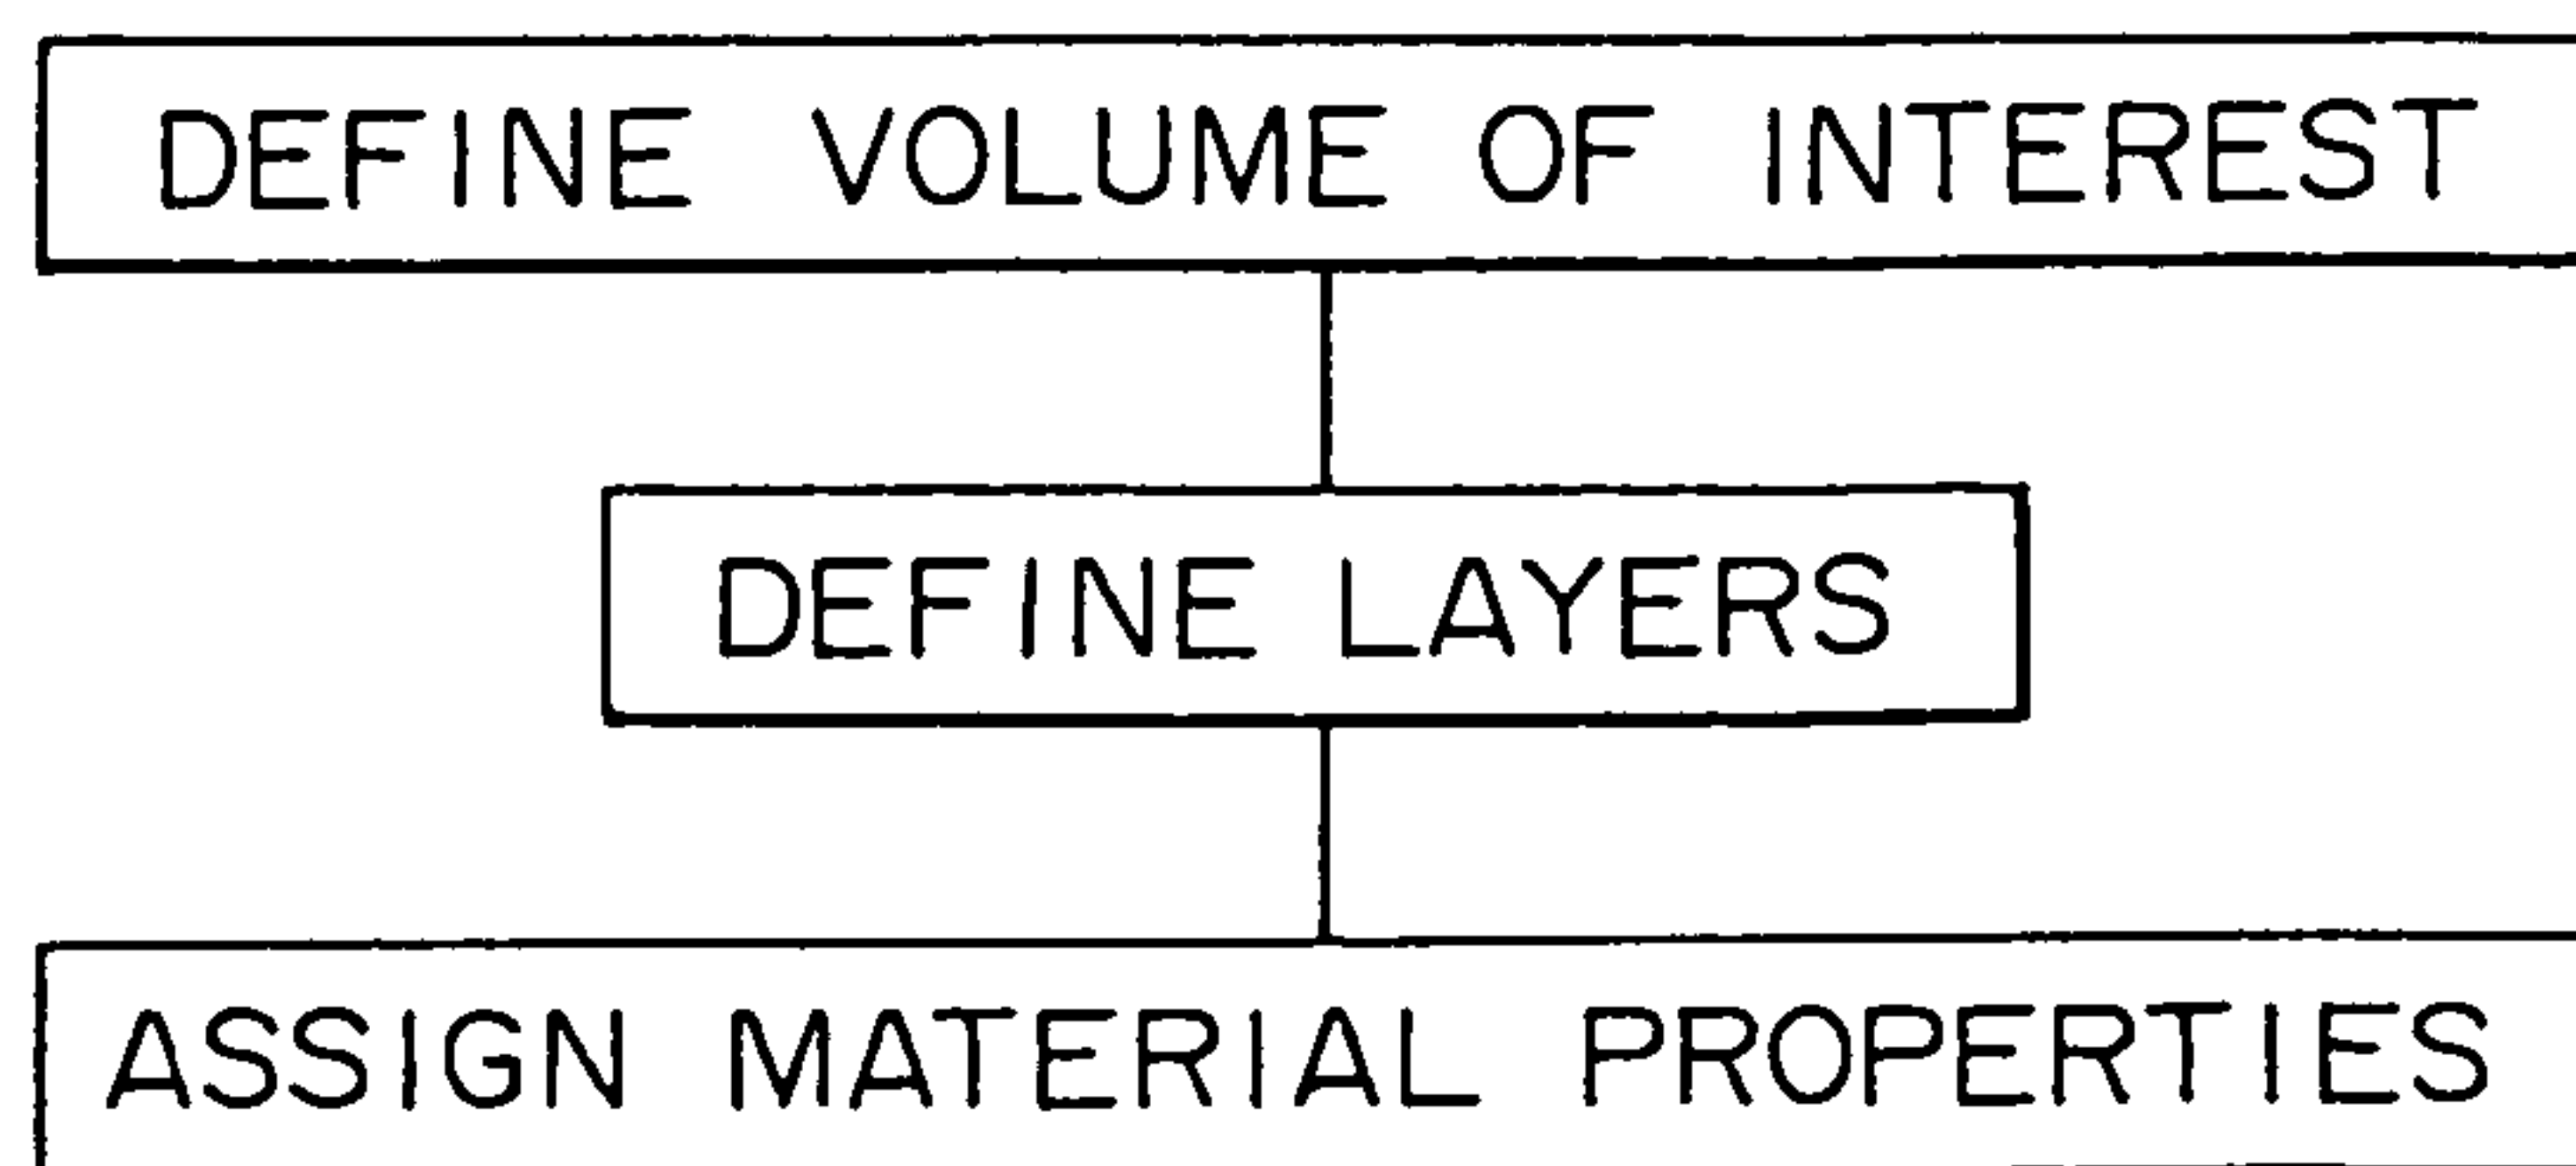 DEFINE VOLUME OF INTEREST
DEFINE LAYERS
ASSIGN MATERIAL PROPERTIES